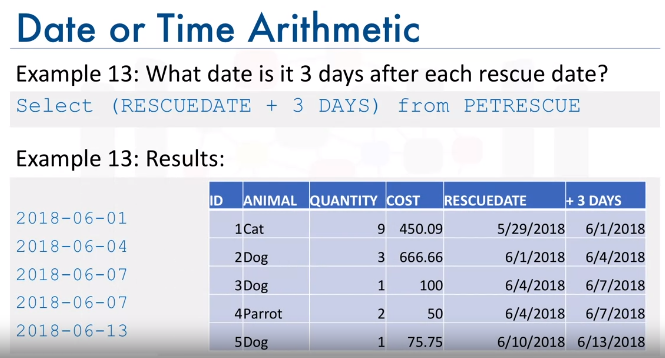 Date or Time Arithmetic
Example 13: What date is it 3 days after each rescue date?
Select (RESCUEDATE + 3 DAYS) from PETRESCUE
Example 13: Results:
2018-06-01
2018-06-04
2018-06-07
2018-06-07
2018-06-13
ID ANIMAL QUANTITY COST RESCUEDATE + 3 DAYS
1 Cat 9 450.09 5/29/2018 6/1/2018
2 Dog 3 666.66 6/1/2018 6/4/2018
3 Dog 1 100 6/4/2018 6/7/2018
4 Parrot 2 50 6/4/2018 6/7/2018
5 Dog 1 75.75 6/10/2018 6/13/2018